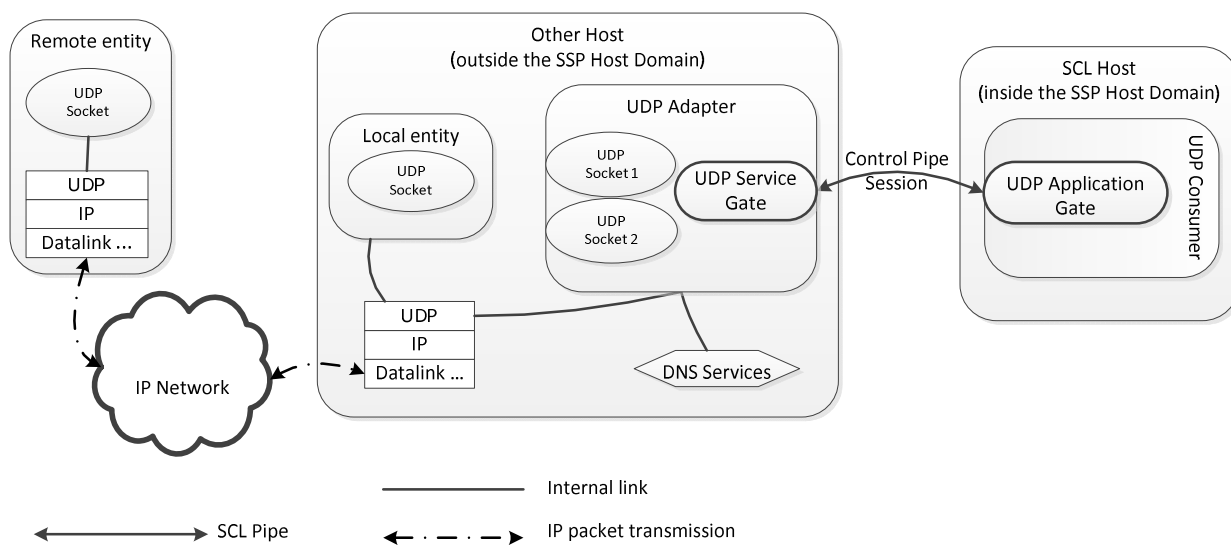 Remote entity
UDP
Socket
UDP
IP
Datalink ...
IP Network
Other Host
(outside the SSP Host Domain)
Local entity
UDP
Socket
UDP Adapter
UDP
Socket 1
UDP
Socket 2
UDP Service
Gate
UDP
IP
Datalink ...
DNS Services
Control Pipe
Session
SCL Host
(inside the SSP Host Domain)
UDP Application
Gate
UDP Consumer
Internal link
SCL Pipe
IP packet transmission